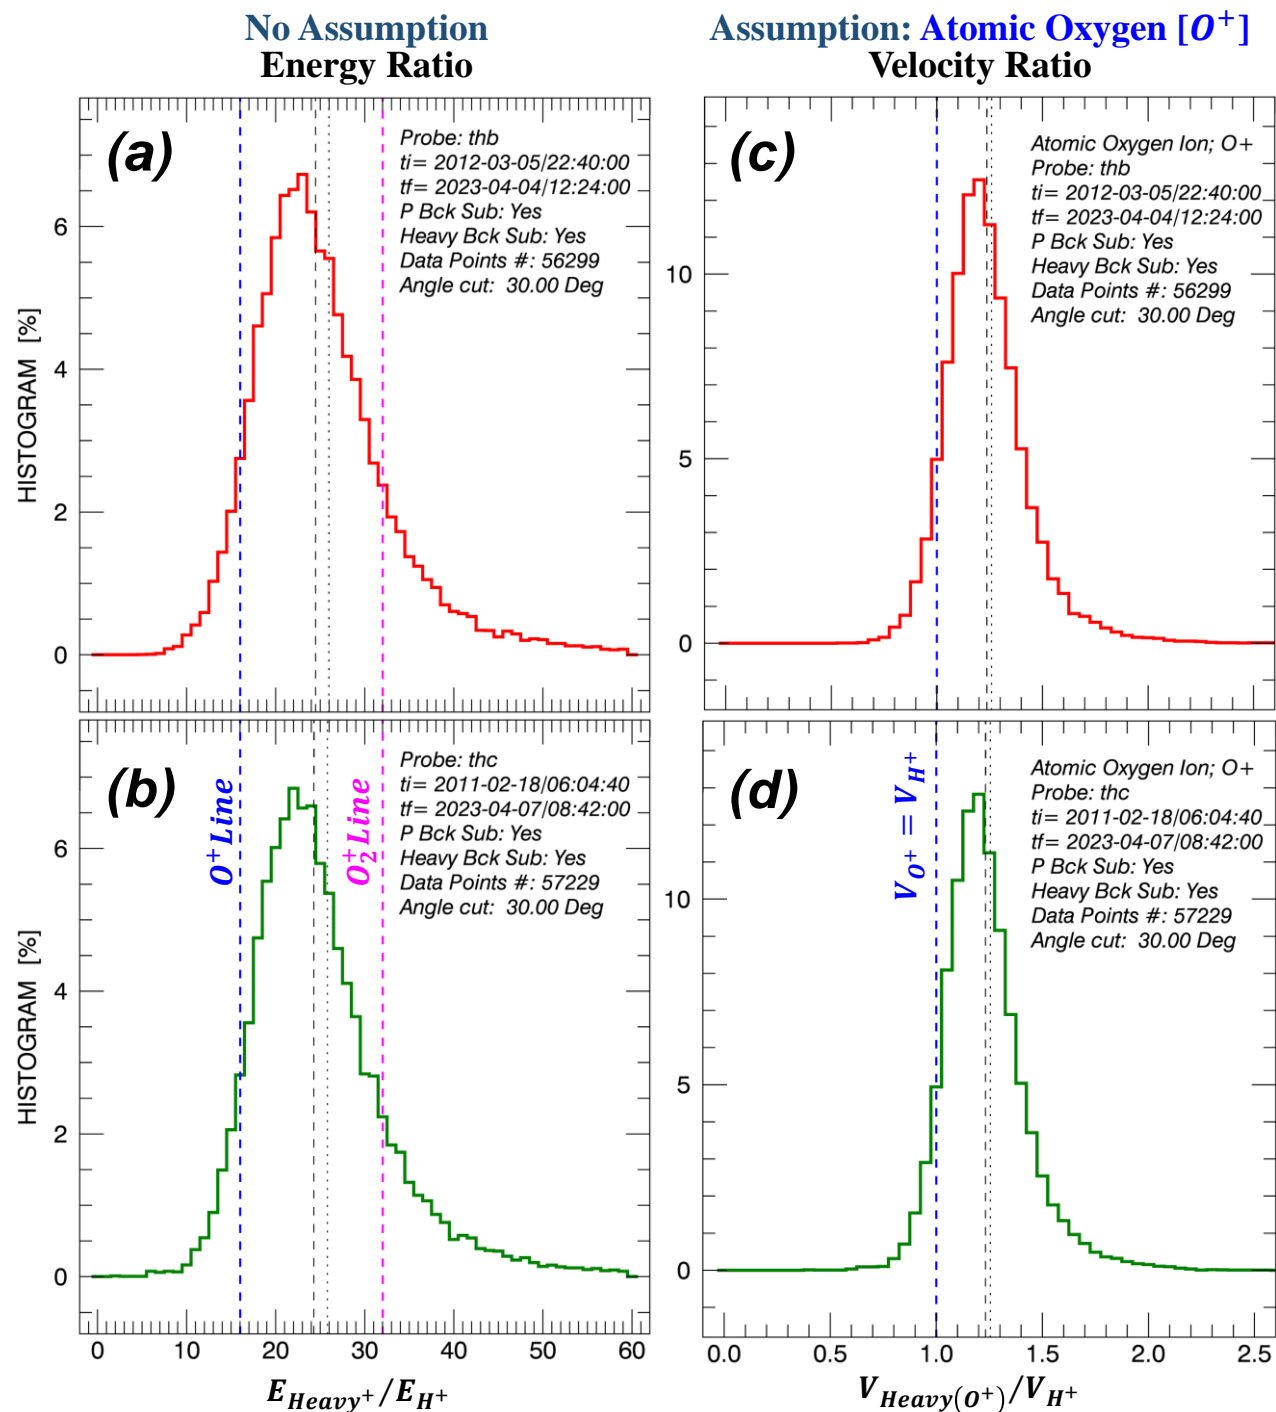 No Assumption
Energy Ratio
Assumption: Atomic Oxygen [O⁺]
Velocity Ratio
(a)
Probe: thb
ti= 2012-03-05/22:40:00
tf= 2023-04-04/12:24:00
P Bck Sub: Yes
Heavy Bck Sub: Yes
Data Points #: 56299
Angle cut: 30.00 Deg
HISTOGRAM [%]
6
4
2
0
(c)
Atomic Oxygen Ion; O+
Probe: thb
ti= 2012-03-05/22:40:00
tf= 2023-04-04/12:24:00
P Bck Sub: Yes
Heavy Bck Sub: Yes
Data Points #: 56299
Angle cut: 30.00 Deg
10
5
0
(b)
O⁺Line
O₂⁺Line
Probe: thc
ti= 2011-02-18/06:04:40
tf= 2023-04-07/08:42:00
P Bck Sub: Yes
Heavy Bck Sub: Yes
Data Points #: 57229
Angle cut: 30.00 Deg
HISTOGRAM [%]
6
4
2
0
0 10 20 30 40 50 60
E_Heavy⁺/E_H⁺
(d)
V_O⁺ = V_H⁺
Atomic Oxygen Ion; O+
Probe: thc
ti= 2011-02-18/06:04:40
tf= 2023-04-07/08:42:00
P Bck Sub: Yes
Heavy Bck Sub: Yes
Data Points #: 57229
Angle cut: 30.00 Deg
10
5
0
0.0 0.5 1.0 1.5 2.0 2.5
V_Heavy(O⁺)/V_H⁺